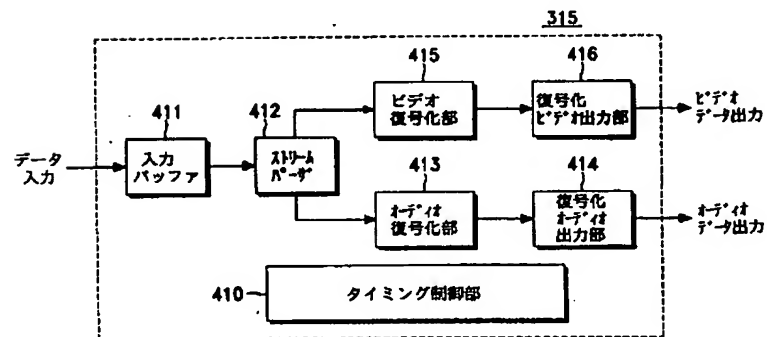 315
415
ビデオ
復号化部
416
復号化
ビデオ出力部
ビデオ
データ出力
411
入力
バッファ
412
ストリーム
パーザ
データ
入力
413
オーディオ
復号化部
414
復号化
オーディオ
出力部
オーディオ
データ出力
410
タイミング制御部